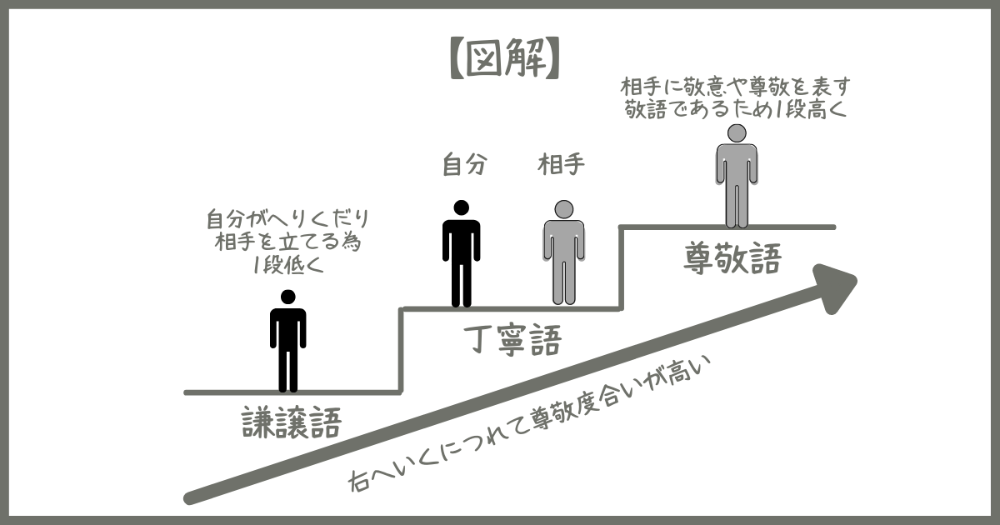 【図解】
相手に敬意や尊敬を表す
敬語であるため1段高く
自分
相手
自分がへりくだり
相手を立てる為
1段低く
尊敬語
丁寧語
謙譲語
右へいくにつれて尊敬度合いが高い